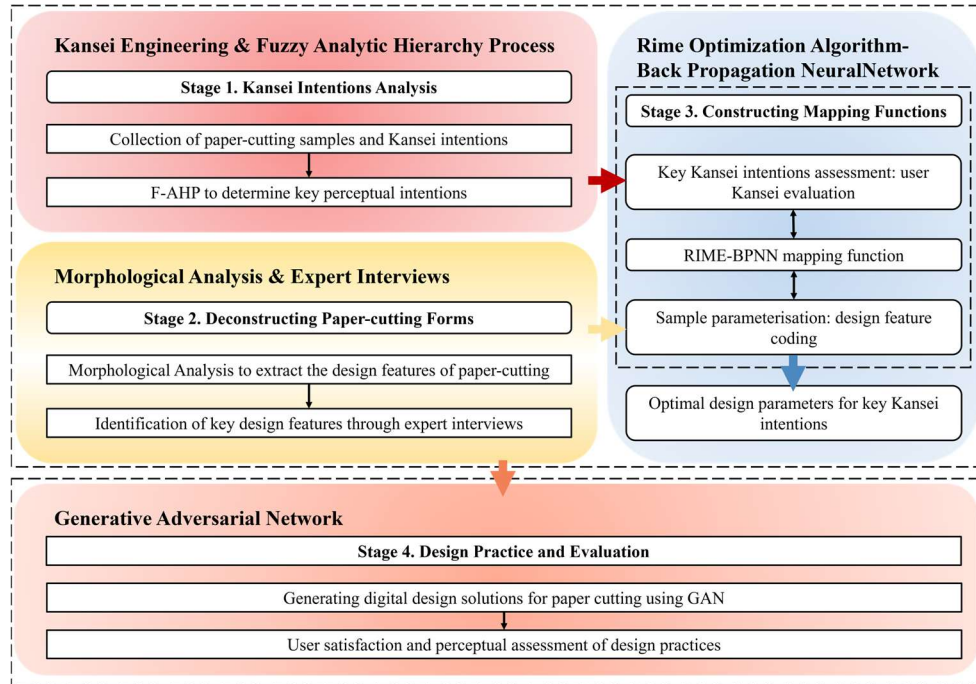 Kansei Engineering & Fuzzy Analytic Hierarchy Process
Stage 1. Kansei Intentions Analysis
Collection of paper-cutting samples and Kansei intentions
F-AHP to determine key perceptual intentions
Morphological Analysis & Expert Interviews
Stage 2. Deconstructing Paper-cutting Forms
Morphological Analysis to extract the design features of paper-cutting
Identification of key design features through expert interviews
Rime Optimization Algorithm-
Back Propagation NeuralNetwork
Stage 3. Constructing Mapping Functions
Key Kansei intentions assessment: user
Kansei evaluation
RIME-BPNN mapping function
Sample parameterisation: design feature
coding
Optimal design parameters for key Kansei
intentions
Generative Adversarial Network
Stage 4. Design Practice and Evaluation
Generating digital design solutions for paper cutting using GAN
User satisfaction and perceptual assessment of design practices